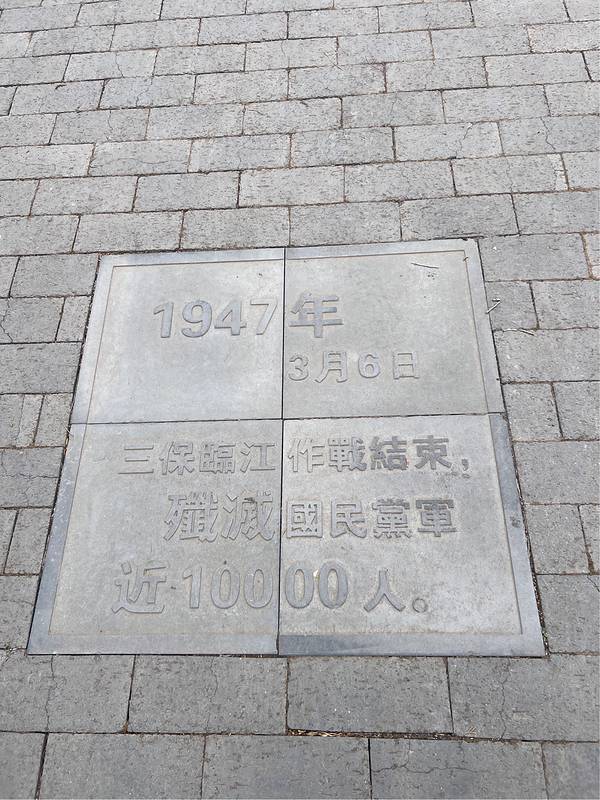 1947年
3月6日
三保臨江作戰結束，
殲滅國民黨軍
近10000人。